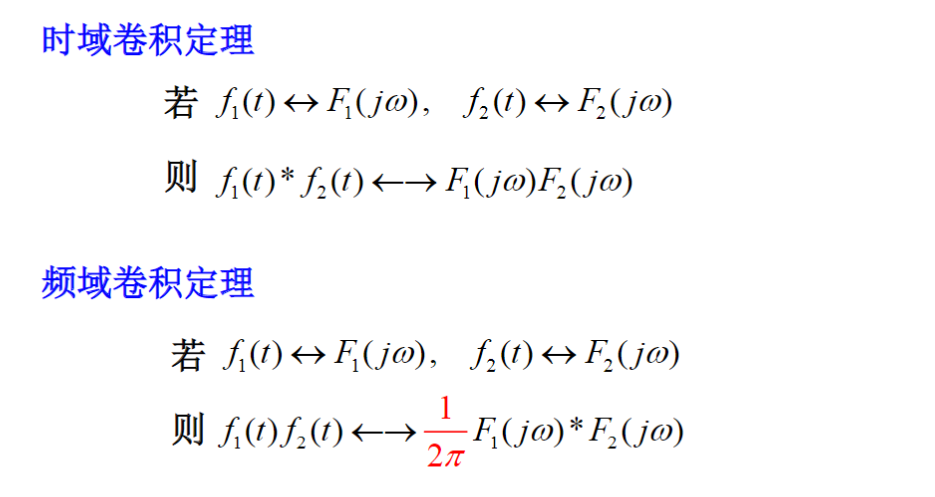 时域卷积定理
若 f₁(t)↔F₁(jω), f₂(t)↔F₂(jω)
则 f₁(t)*f₂(t)←→F₁(jω)F₂(jω)
频域卷积定理
若 f₁(t)↔F₁(jω), f₂(t)↔F₂(jω)
则 f₁(t)f₂(t)←→\frac{1}{2π}F₁(jω)*F₂(jω)